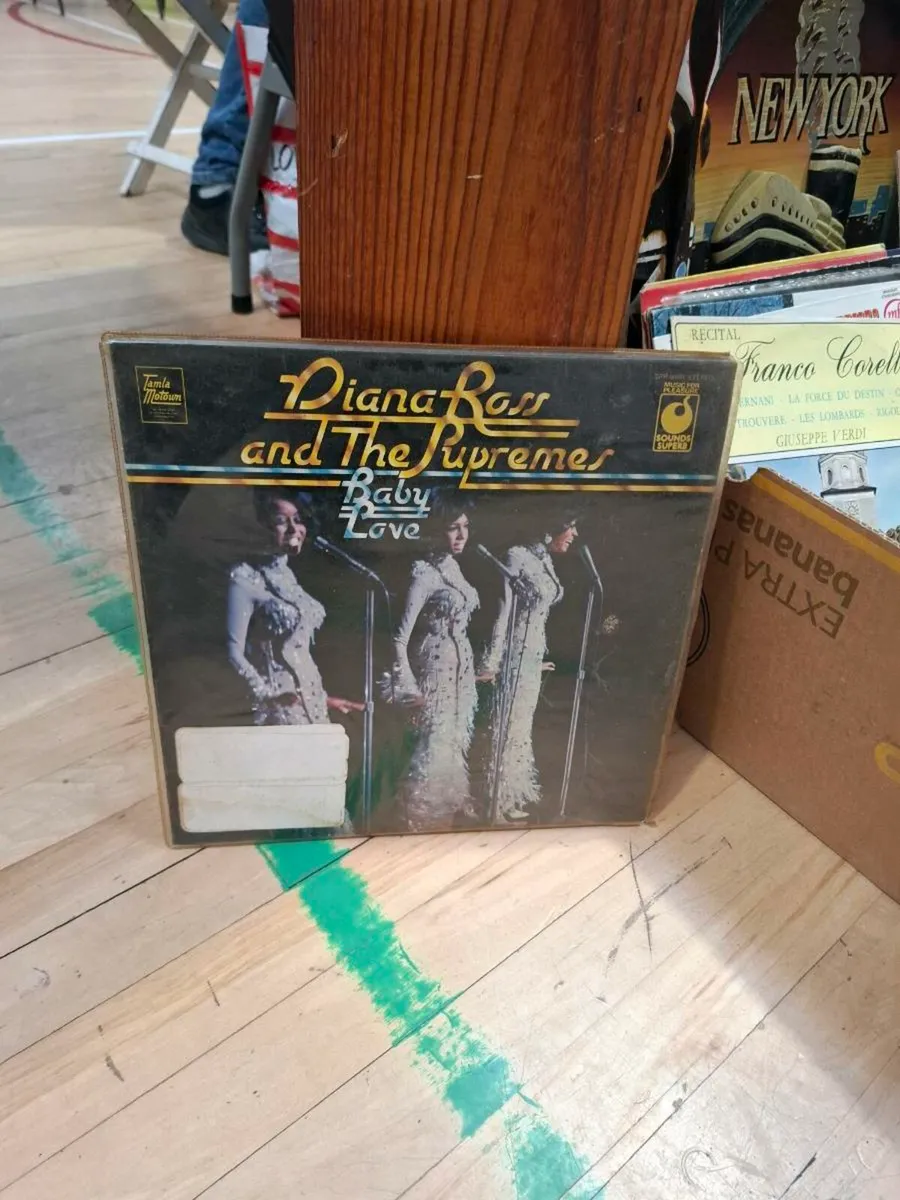 NEW YORK
RECITAL
Franco Corell
ERNANI - LA FORCE DU DESTIN -
TROUVERE - LES LOMBARDS - RIGOL
GIUSEPPE VERDI
Tamla
Motown
Diana Ross
and The Supremes
Baby
Love
MUSIC FOR
PLEASURE
SOUNDS
SUPERB
EXTRA P
bananas